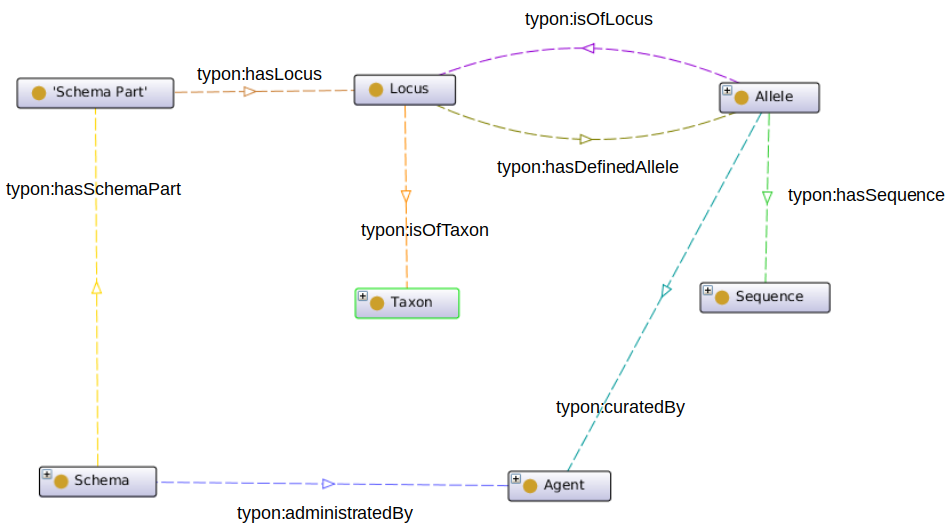 typon:isOfLocus
typon:hasLocus
'Schema Part'
Locus
Allele
typon:hasDefinedAllele
typon:hasSchemaPart
typon:hasSequence
typon:isOfTaxon
Taxon
Sequence
typon:curatedBy
Schema
Agent
typon:administratedBy